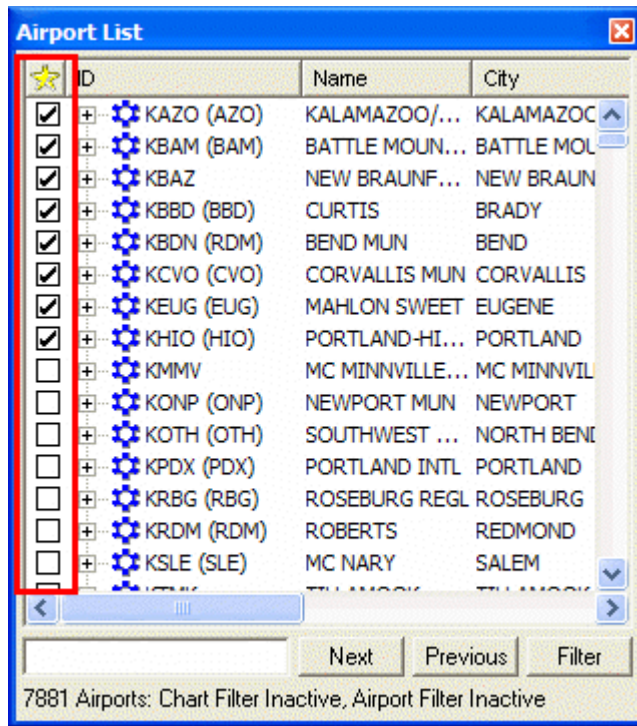 Airport List
ID Name City
KAZO (AZO) KALAMAZOO/... KALAMAZOO
KBAM (BAM) BATTLE MOUN... BATTLE MOU
KBAZ NEW BRAUNF... NEW BRAUN
KBBD (BBD) CURTIS BRADY
KBDN (RDM) BEND MUN BEND
KCVO (CVO) CORVALLIS MUN CORVALLIS
KEUG (EUG) MAHLON SWEET EUGENE
KHIO (HIO) PORTLAND-HI... PORTLAND
KMMV MC MINNVILLE... MC MINNVIL
KONP (ONP) NEWPORT MUN NEWPORT
KOTH (OTH) SOUTHWEST ... NORTH BEND
KPDX (PDX) PORTLAND INTL PORTLAND
KRBG (RBG) ROSEBURG REGL ROSEBURG
KRDM (RDM) ROBERTS REDMOND
KSLE (SLE) MC NARY SALEM
Next Previous Filter
7881 Airports: Chart Filter Inactive, Airport Filter Inactive